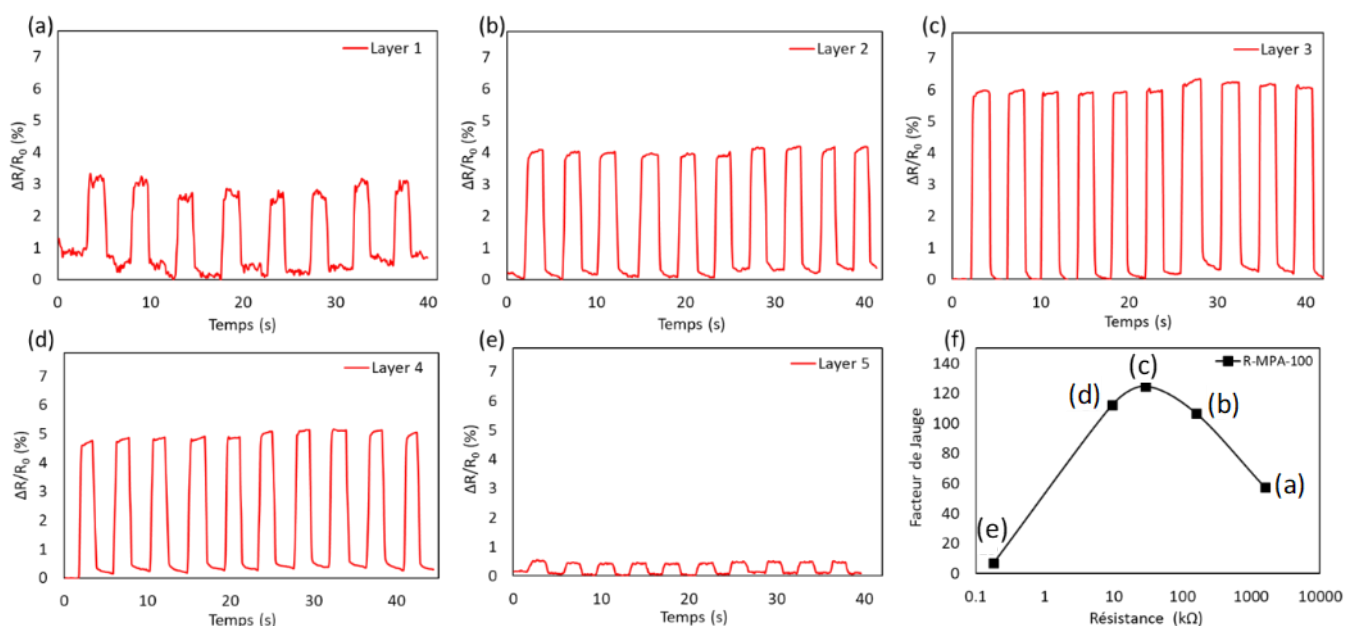 (a)
Layer 1
7
6
5
4
3
2
1
0
ΔR/R₀ (%)
0 10 20 30 40
Temps (s)
(b)
Layer 2
7
6
5
4
3
2
1
0
ΔR/R₀ (%)
0 10 20 30 40
Temps (s)
(c)
Layer 3
7
6
5
4
3
2
1
0
ΔR/R₀ (%)
0 10 20 30 40
Temps (s)
(d)
Layer 4
7
6
5
4
3
2
1
0
ΔR/R₀ (%)
0 10 20 30 40
Temps (s)
(e)
Layer 5
7
6
5
4
3
2
1
0
ΔR/R₀ (%)
0 10 20 30 40
Temps (s)
(f)
R-MPA-100
140
120
100
80
60
40
20
0
Facteur de Jauge
(c)
(d)
(b)
(a)
(e)
0.1 1 10 100 1000 10000
Résistance (kΩ)